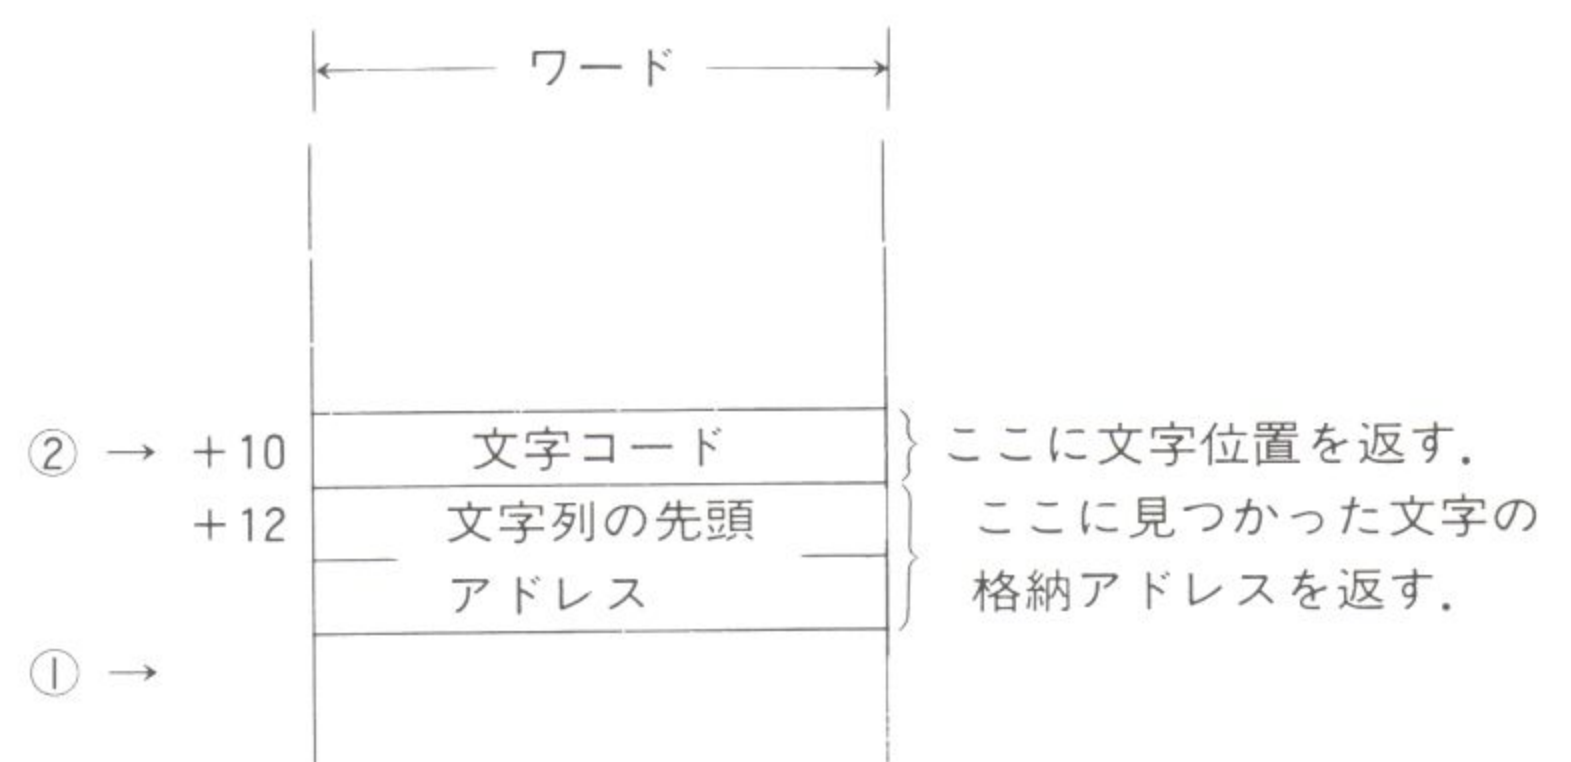 ワード
② → +10 文字コード ここに文字位置を返す.
+12 文字列の先頭 ここに見つかった文字の
アドレス 格納アドレスを返す.
① →